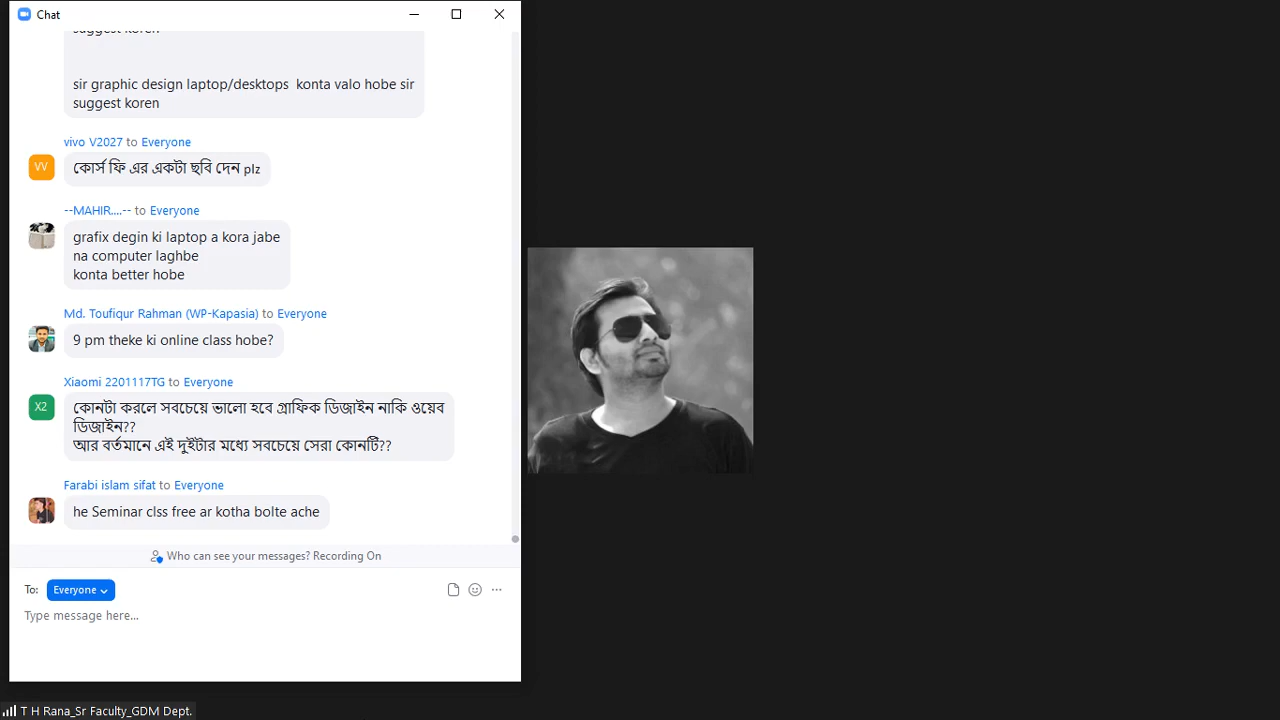 Chat
suggest koren
sir graphic design laptop/desktops konta valo hobe sir
suggest koren
vivo V2027 to Everyone
VV
কোর্স ফি এর একটা ছবি দেন plz
--MAHIR....-- to Everyone
grafix degin ki laptop a kora jabe
na computer laghbe
konta better hobe
Md. Toufiqur Rahman (WP-Kapasia) to Everyone
9 pm theke ki online class hobe?
Xiaomi 2201117TG to Everyone
X2
কোনটা করলে সবচেয়ে ভালো হবে গ্রাফিক ডিজাইন নাকি ওয়েব
ডিজাইন??
আর বর্তমানে এই দুইটার মধ্যে সবচেয়ে সেরা কোনটি??
Farabi islam sifat to Everyone
he Seminar clss free ar kotha bolte ache
Who can see your messages? Recording On
To: Everyone
Type message here...
T H Rana_Sr Faculty_GDM Dept.